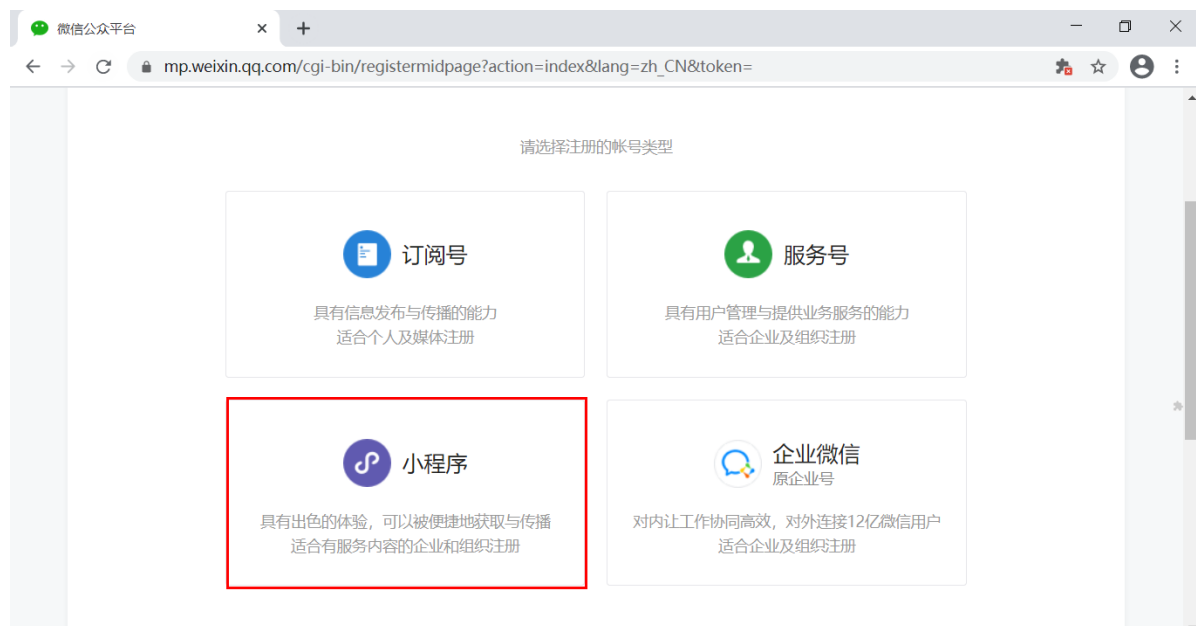 微信公众平台
mp.weixin.qq.com/cgi-bin/registermidpage?action=index&lang=zh_CN&token=
请选择注册的帐号类型
订阅号
具有信息发布与传播的能力
适合个人及媒体注册
服务号
具有用户管理与提供业务服务的能力
适合企业及组织注册
小程序
具有出色的体验，可以被便捷地获取与传播
适合有服务内容的企业和组织注册
企业微信
原企业号
对内让工作协同高效，对外连接12亿微信用户
适合企业及组织注册